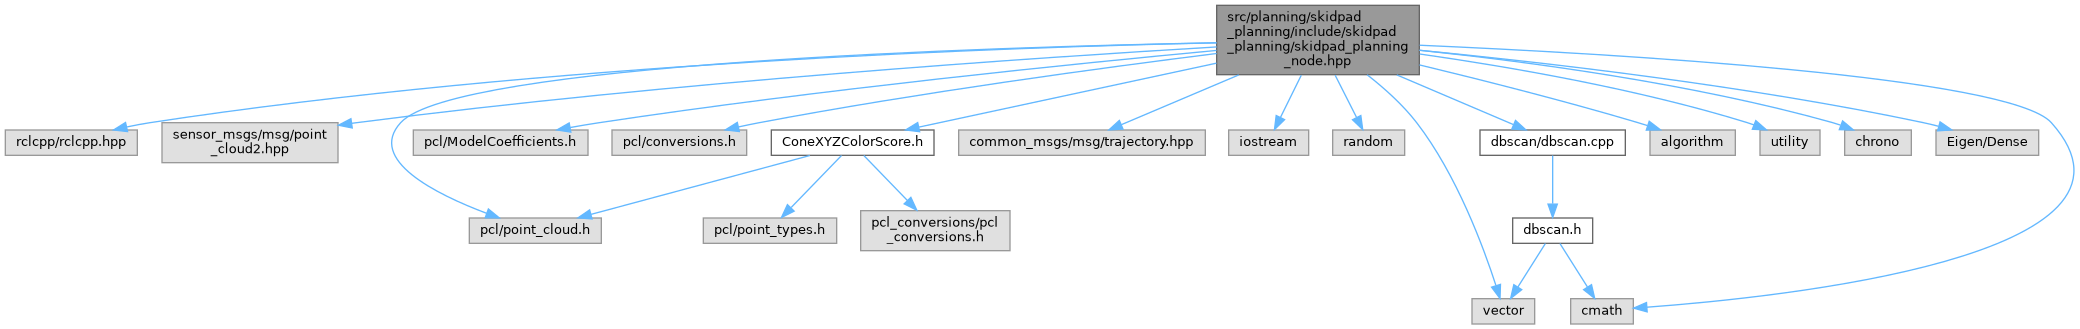 src/planning/skidpad
_planning/include/skidpad
_planning/skidpad_planning
_node.hpp
rclcpp/rclcpp.hpp
sensor_msgs/msg/point
_cloud2.hpp
pcl/ModelCoefficients.h
pcl/conversions.h
ConeXYZColorScore.h
common_msgs/msg/trajectory.hpp
iostream
random
dbscan/dbscan.cpp
algorithm
utility
chrono
Eigen/Dense
pcl/point_cloud.h
pcl/point_types.h
pcl_conversions/pcl
_conversions.h
dbscan.h
vector
cmath